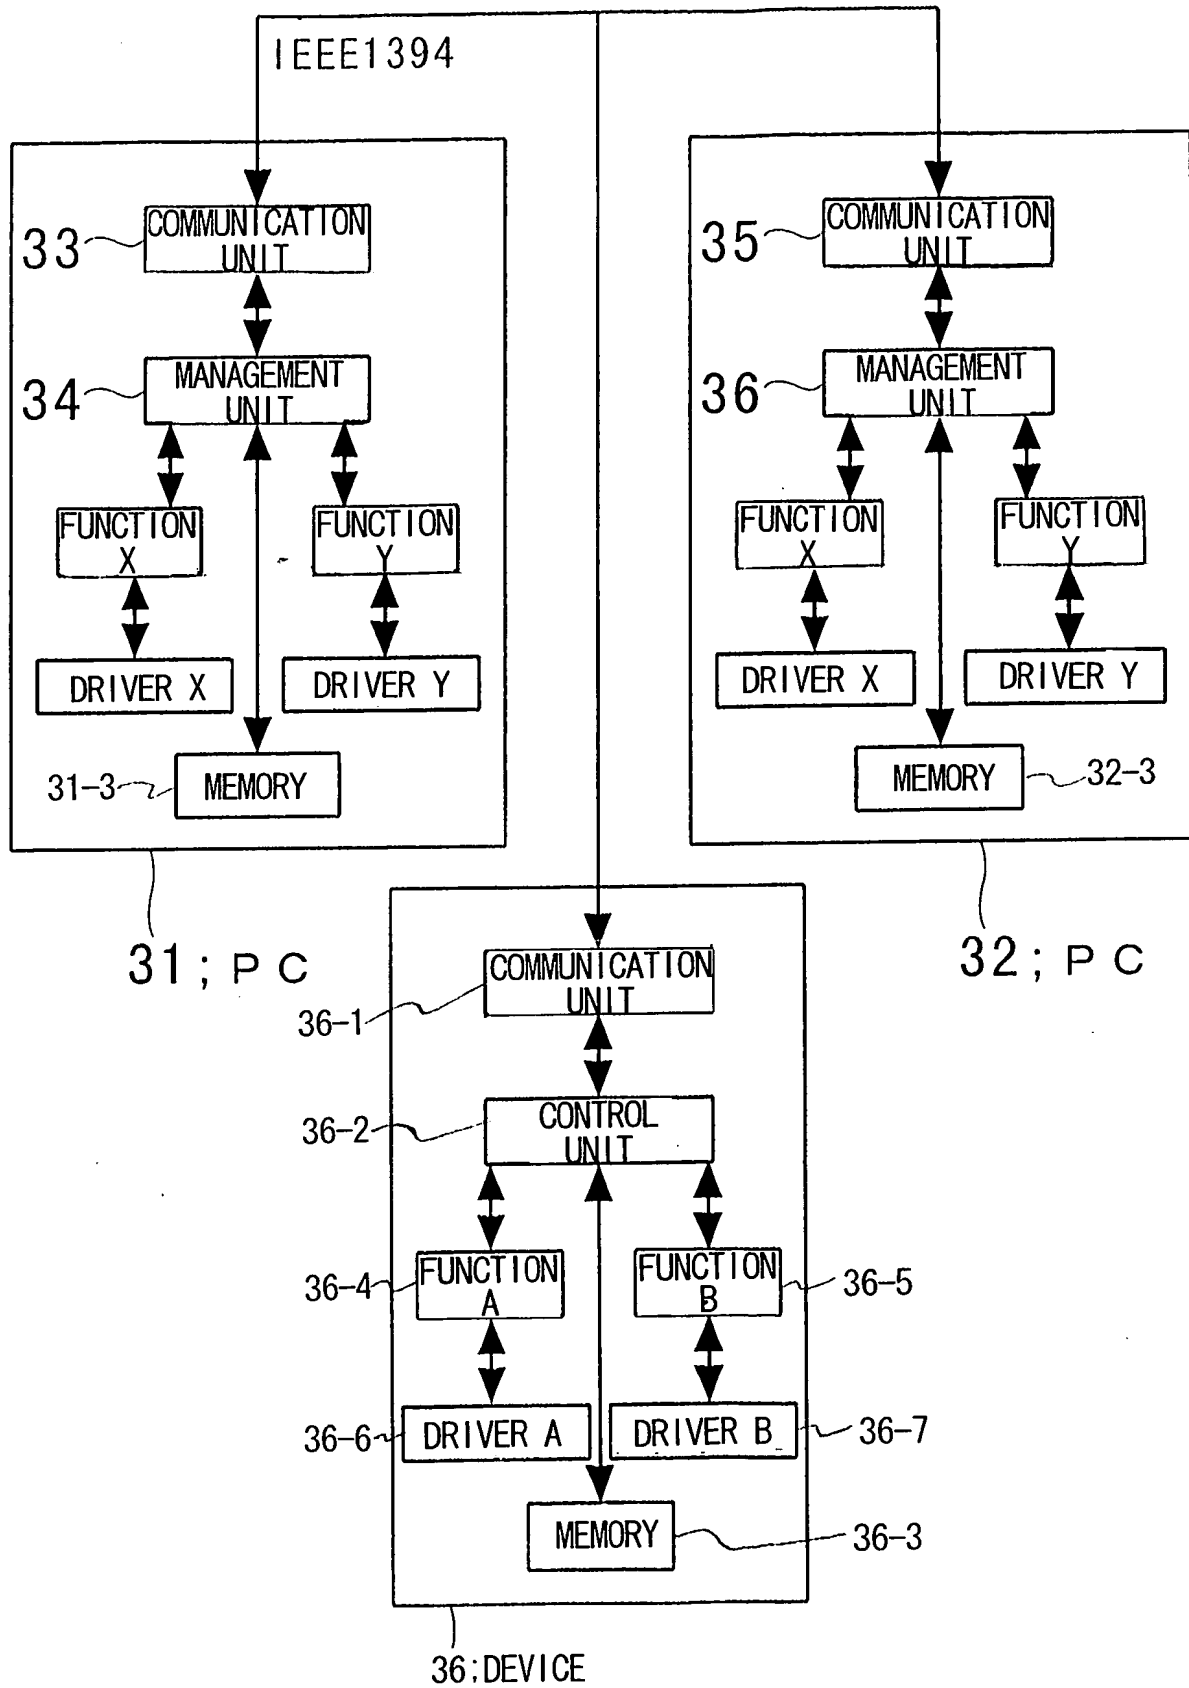 IEEE1394
33
COMMUNICATION
UNIT
34
MANAGEMENT
UNIT
FUNCTION
X
FUNCTION
Y
DRIVER X
DRIVER Y
31-3
MEMORY
31;PC
35
COMMUNICATION
UNIT
36
MANAGEMENT
UNIT
FUNCTION
X
FUNCTION
Y
DRIVER X
DRIVER Y
MEMORY
32-3
32;PC
COMMUNICATION
UNIT
36-1
CONTROL
UNIT
36-2
36-4
FUNCTION
A
FUNCTION
B
36-5
36-6
DRIVER A
DRIVER B
36-7
MEMORY
36-3
36;DEVICE